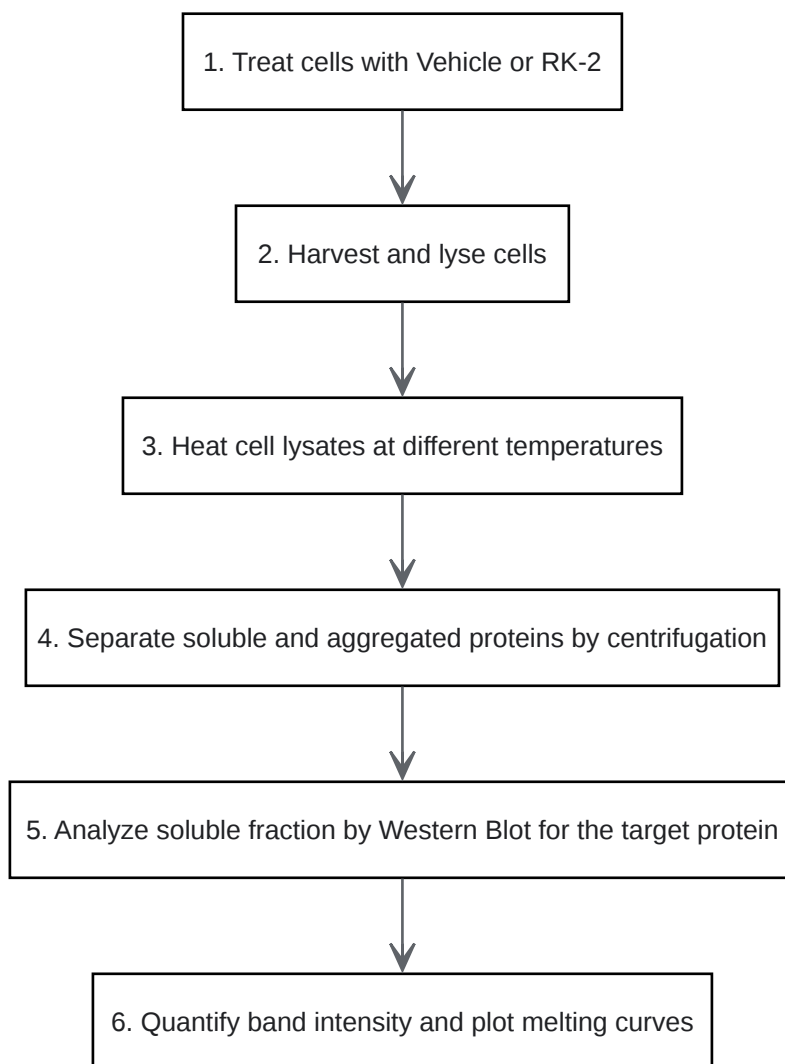 1. Treat cells with Vehicle or RK-2
2. Harvest and lyse cells
3. Heat cell lysates at different temperatures
4. Separate soluble and aggregated proteins by centrifugation
5. Analyze soluble fraction by Western Blot for the target protein
6. Quantify band intensity and plot melting curves